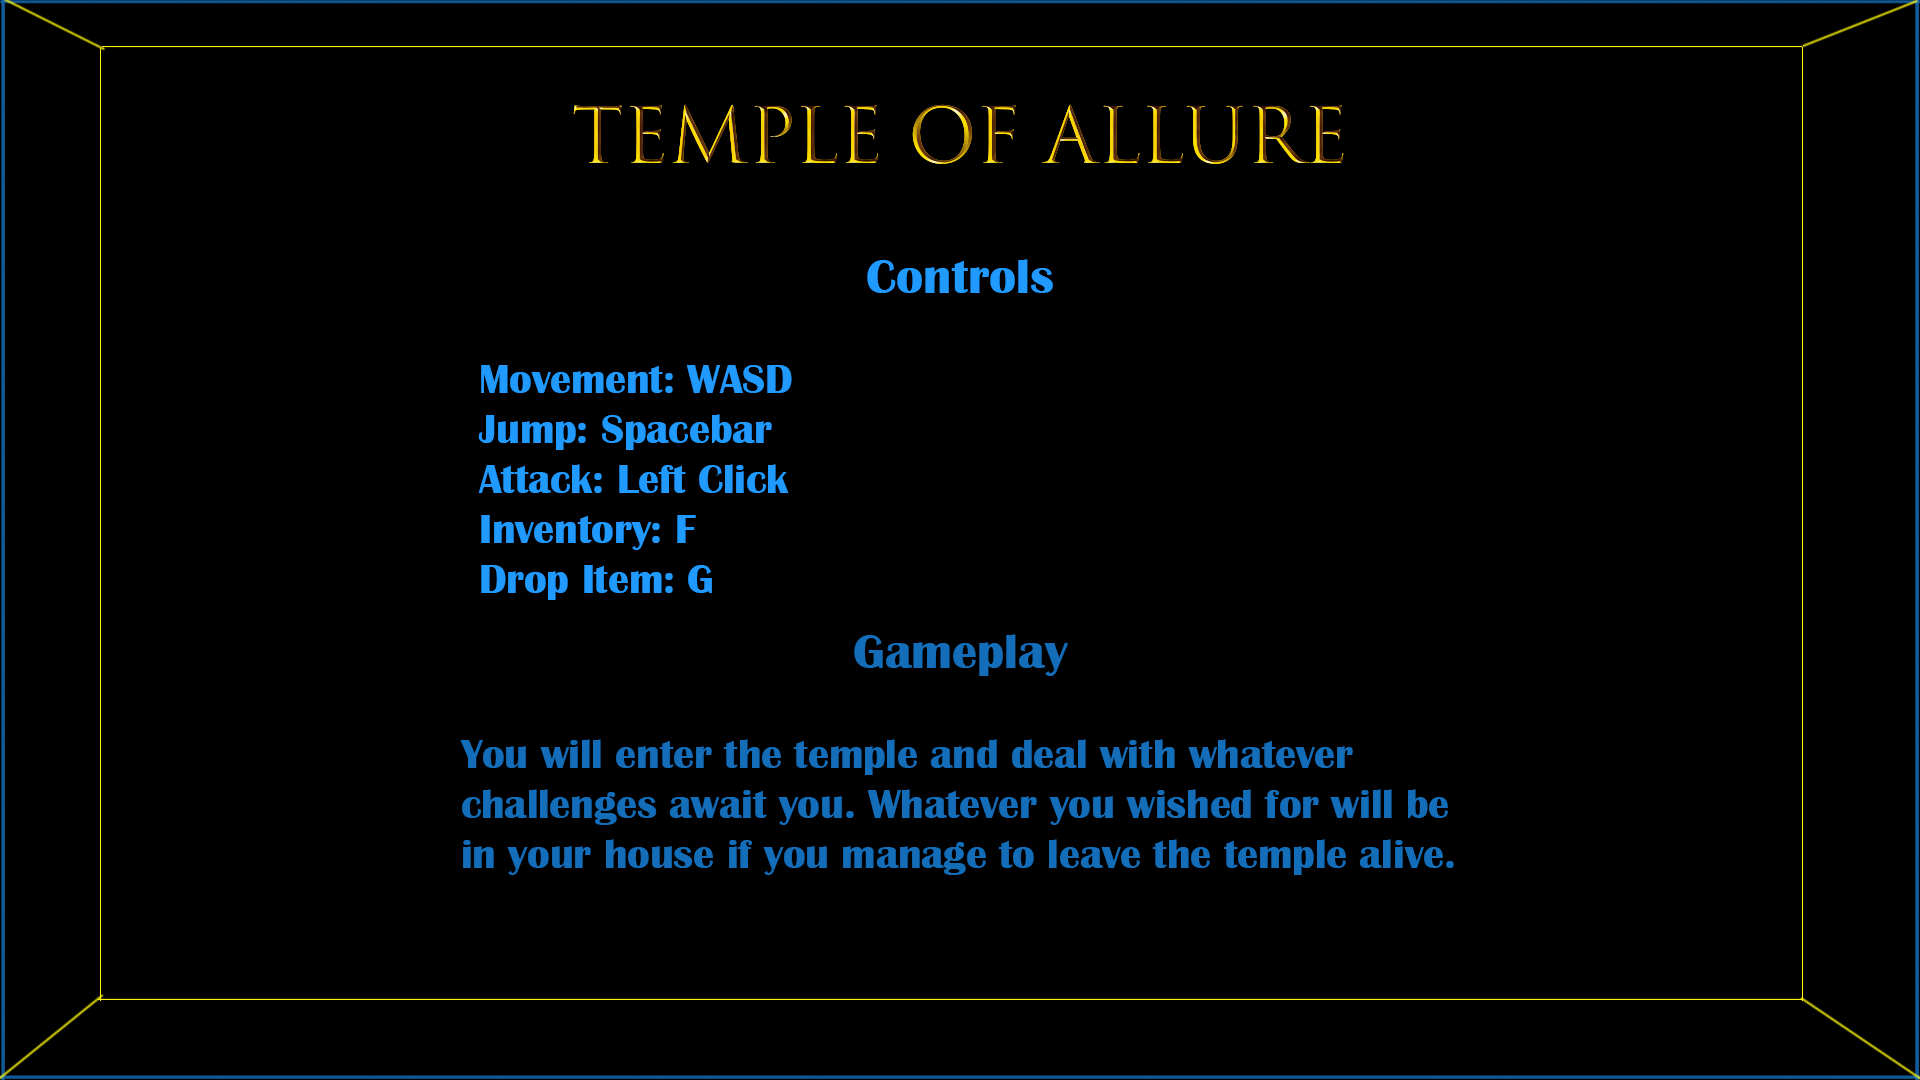 TEMPLE OF ALLURE
Controls
Movement: WASD
Jump: Spacebar
Attack: Left Click
Inventory: F
Drop Item: G
Gameplay
You will enter the temple and deal with whatever
challenges await you. Whatever you wished for will be
in your house if you manage to leave the temple alive.